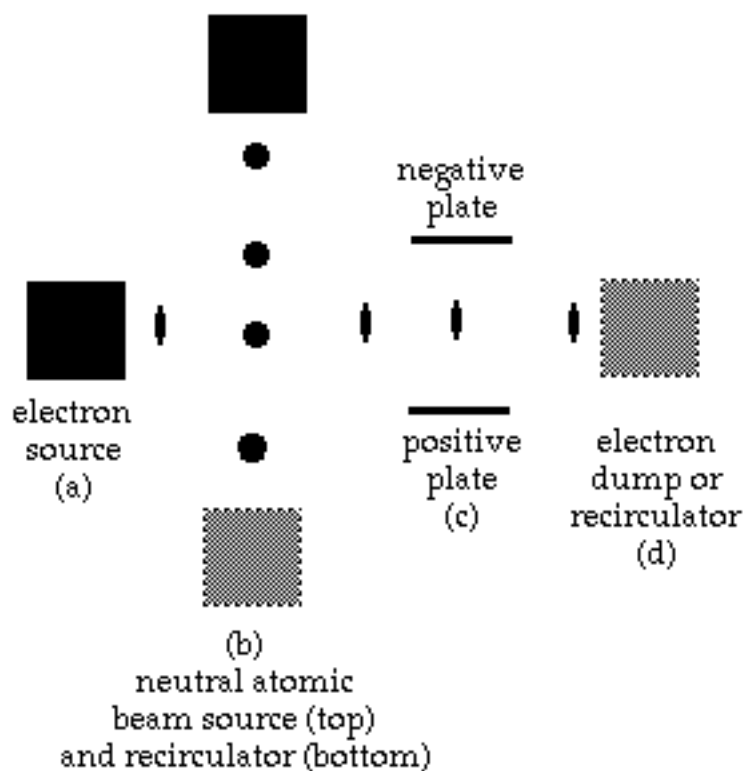 negative
plate
electron
source
(a)
positive
plate
(c)
electron
dump or
recirculator
(d)
(b)
neutral atomic
beam source (top)
and recirculator (bottom)